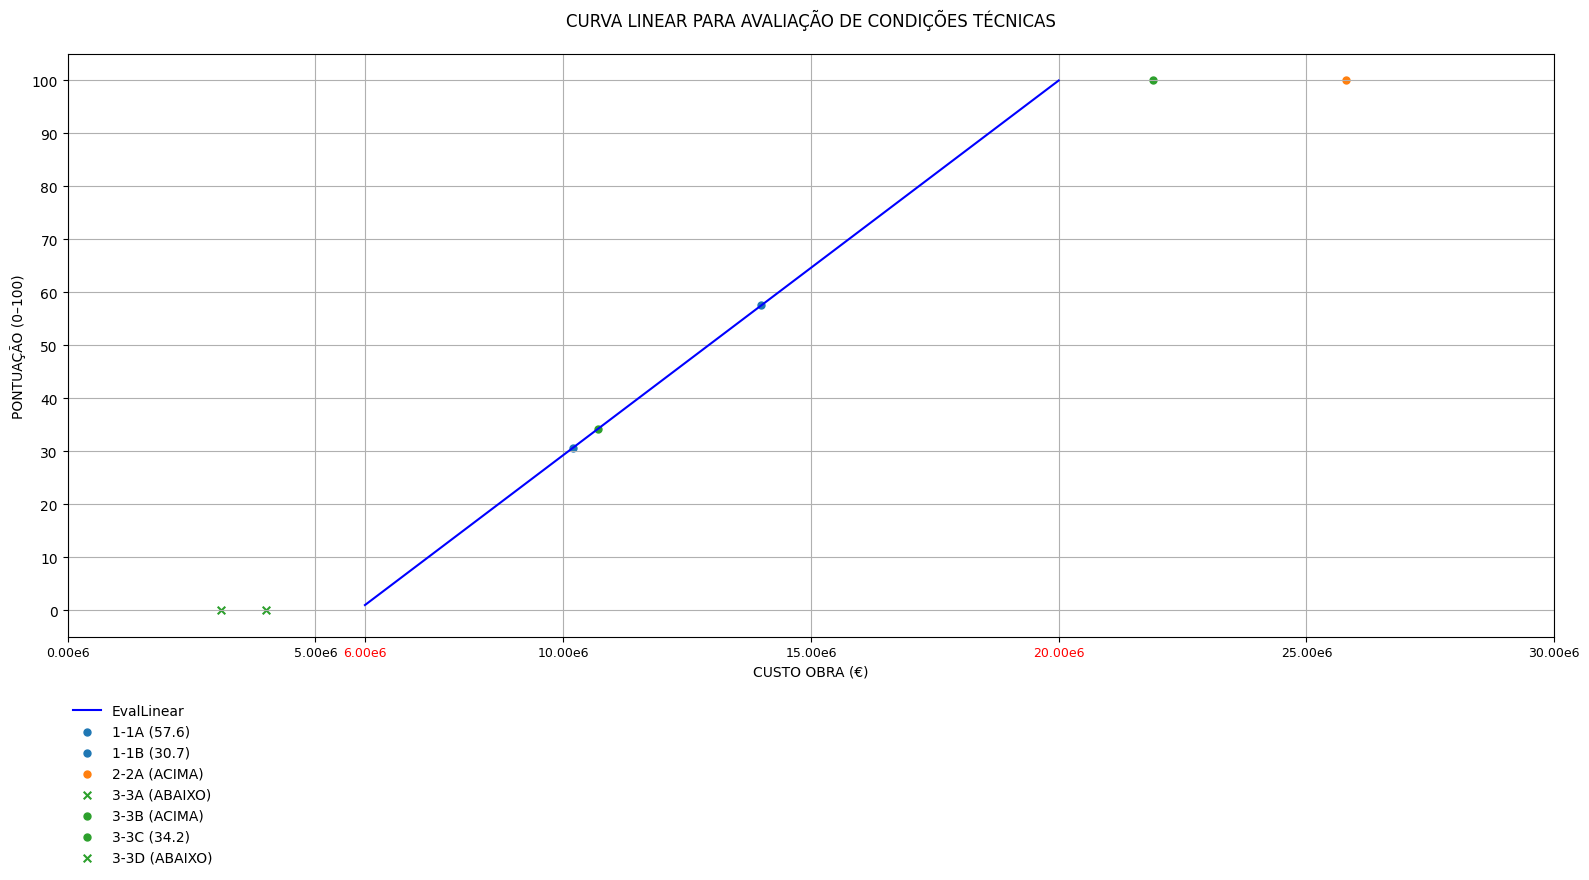 CURVA LINEAR PARA AVALIAÇÃO DE CONDIÇÕES TÉCNICAS
100
90
80
70
60
50
40
30
20
10
0
PONTUAÇÃO (0–100)
0.00e6 5.00e6 6.00e6 10.00e6 15.00e6 20.00e6 25.00e6 30.00e6
CUSTO OBRA (€)
EvalLinear
1-1A (57.6)
1-1B (30.7)
2-2A (ACIMA)
3-3A (ABAIXO)
3-3B (ACIMA)
3-3C (34.2)
3-3D (ABAIXO)